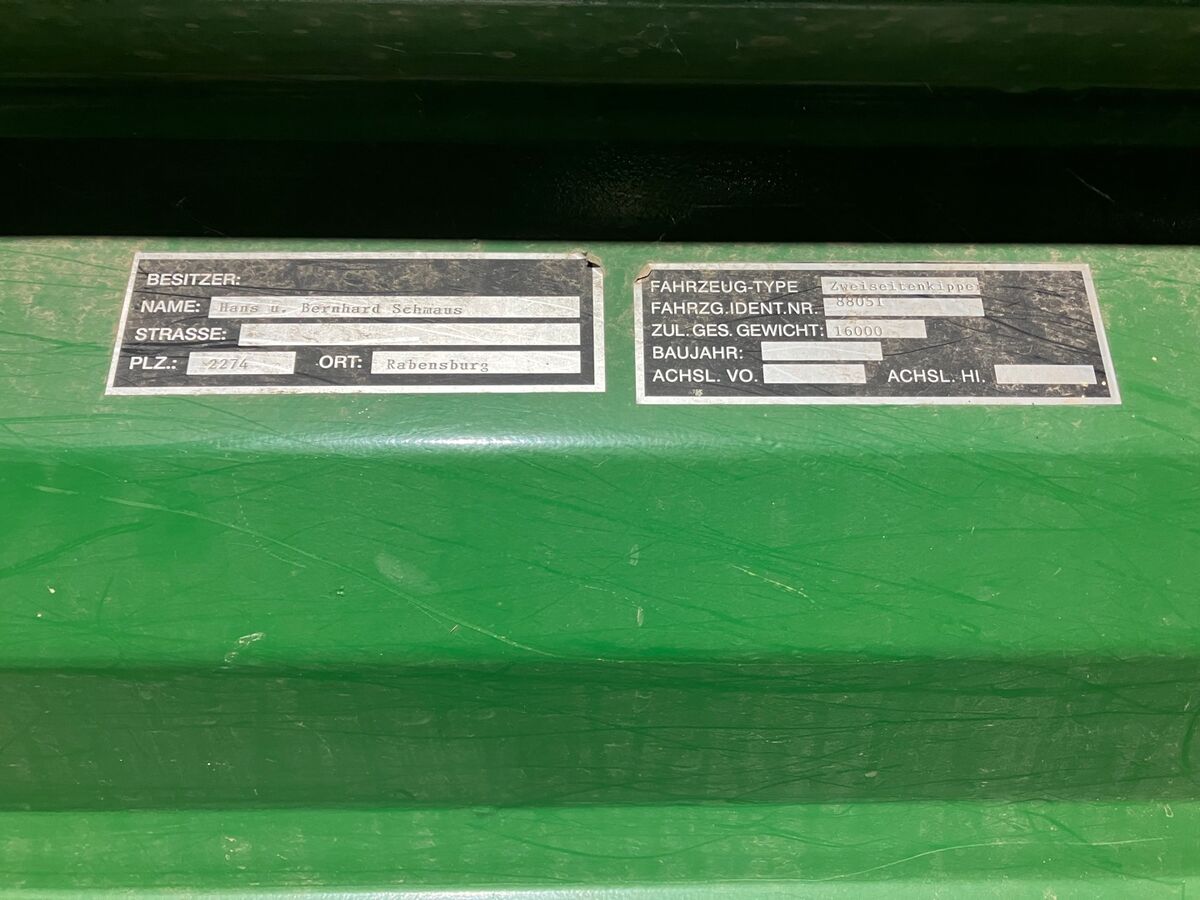 BESITZER:
NAME: Hans u. Bernhard Schmaus
STRASSE:
PLZ.: 2274 ORT: Rabensburg
FAHRZEUG-TYPE Zweiseitenkipper
FAHRZG.IDENT.NR. 88051
ZUL. GES. GEWICHT: 16000
BAUJAHR:
ACHSL. VO. ACHSL. HI.